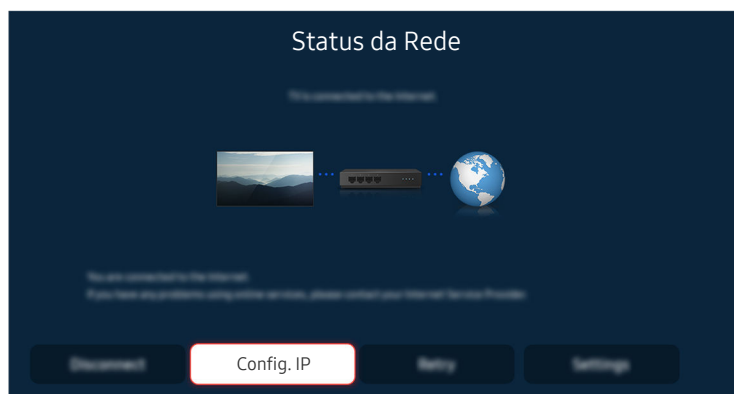 Status da Rede
TV is connected to the Internet.
You are connected to the Internet.
If you have any problems using online services, please contact your Internet Service Provider.
Disconnect
Config. IP
Retry
Settings